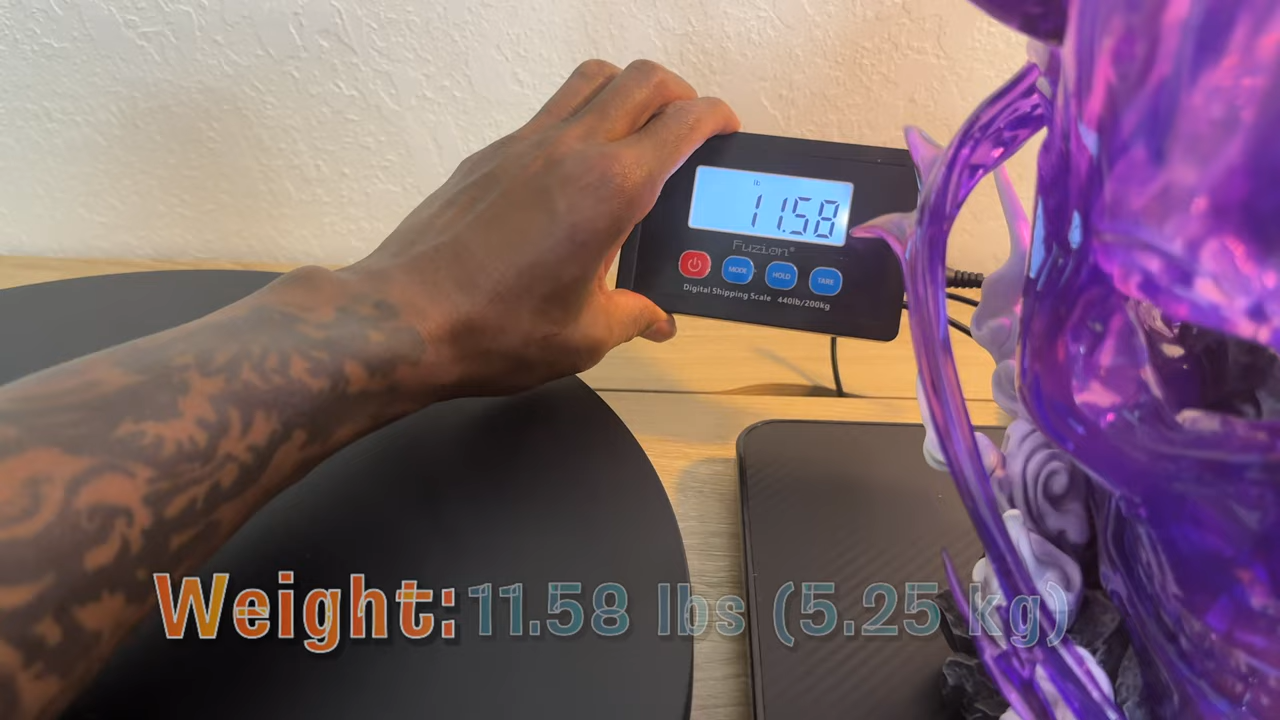 lb
11.58
Fuzion®
MODE HOLD TARE
Digital Shipping Scale 440lb/200kg
Weight: 11.58 lbs (5.25 kg)